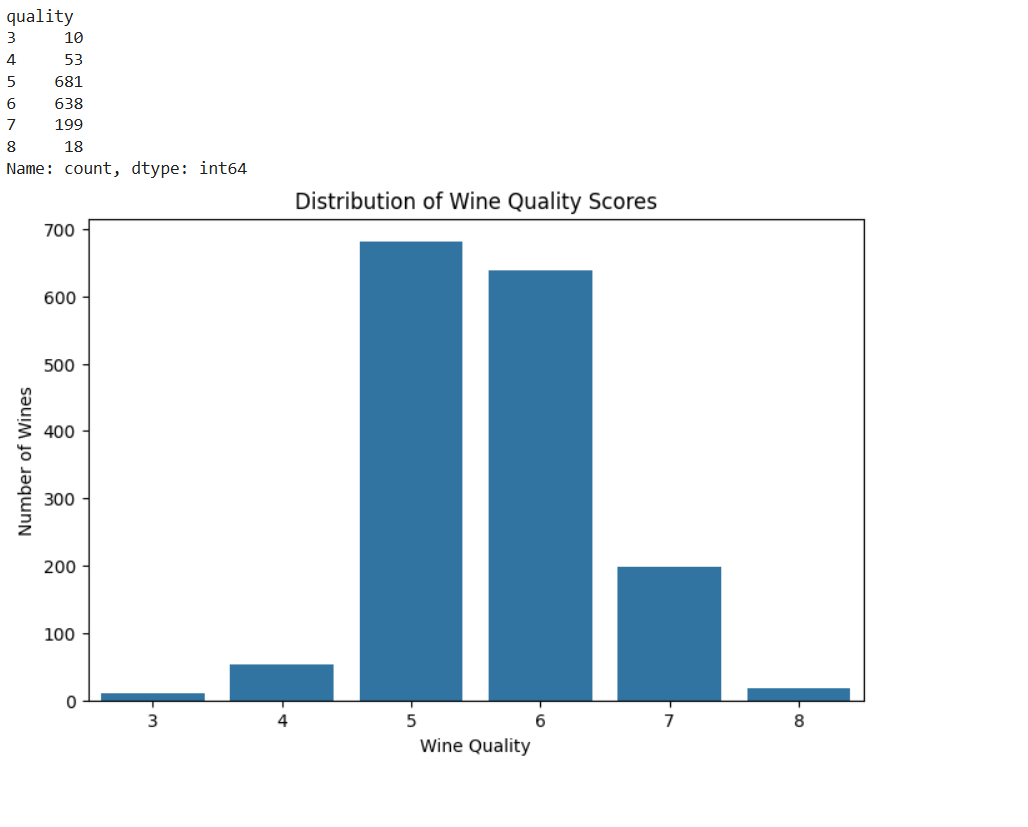 quality
3 10
4 53
5 681
6 638
7 199
8 18
Name: count, dtype: int64
Distribution of Wine Quality Scores
700
600
500
400
300
200
100
0
Number of Wines
3 4 5 6 7 8
Wine Quality